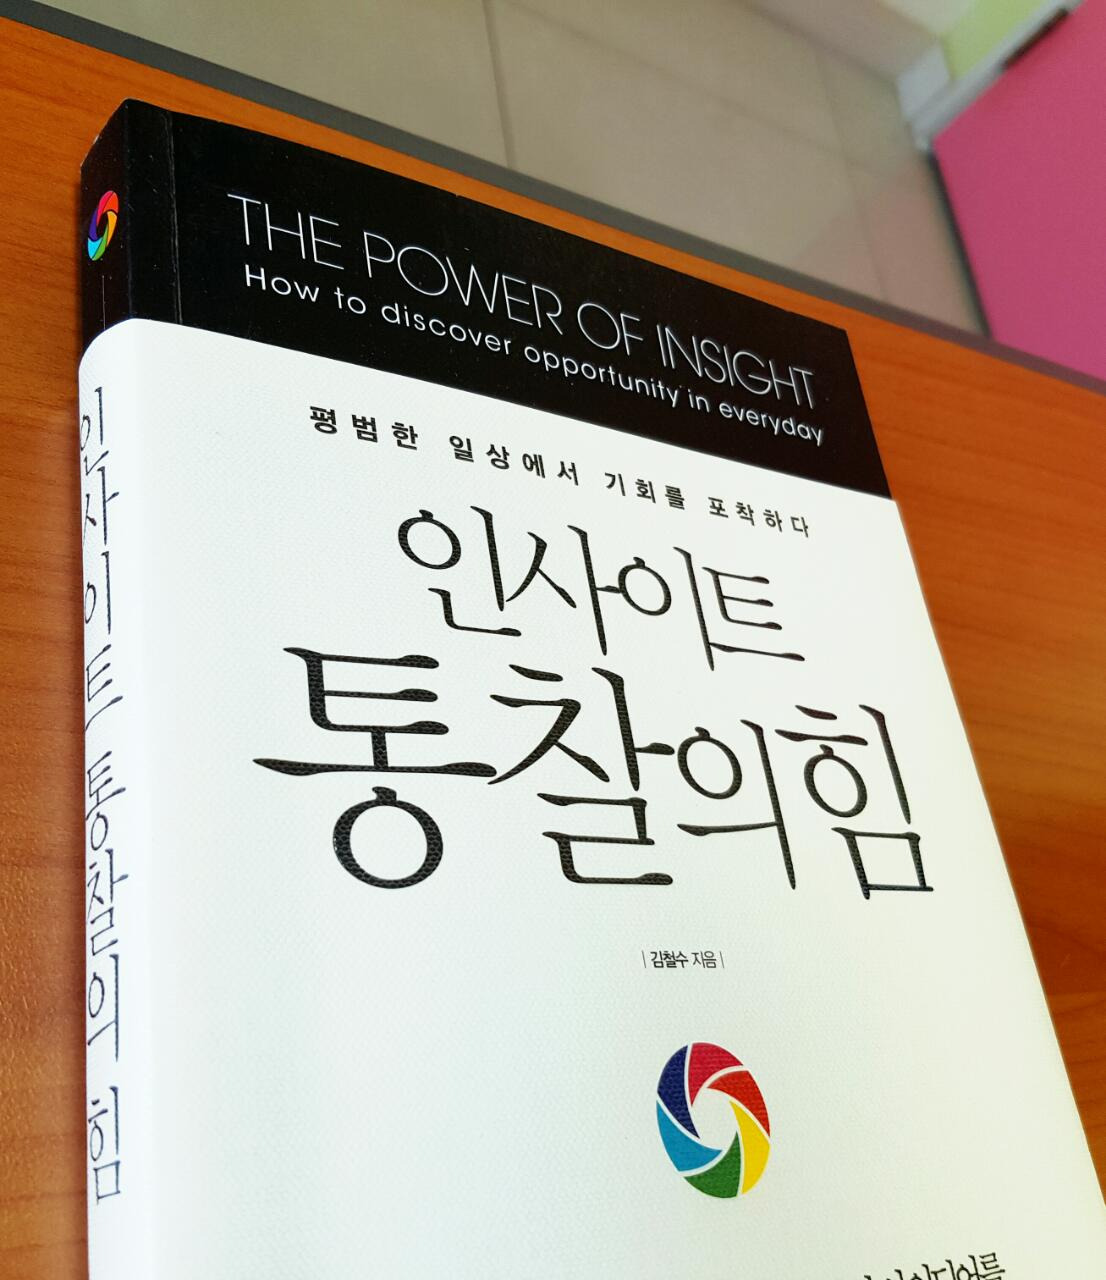 THE POWER OF INSIGHT
How to discover opportunity in everyday
평범한 일상에서 기회를 포착하다
인사이트
통찰의 힘
| 김철수 지음 |
인사이트 통찰의 힘